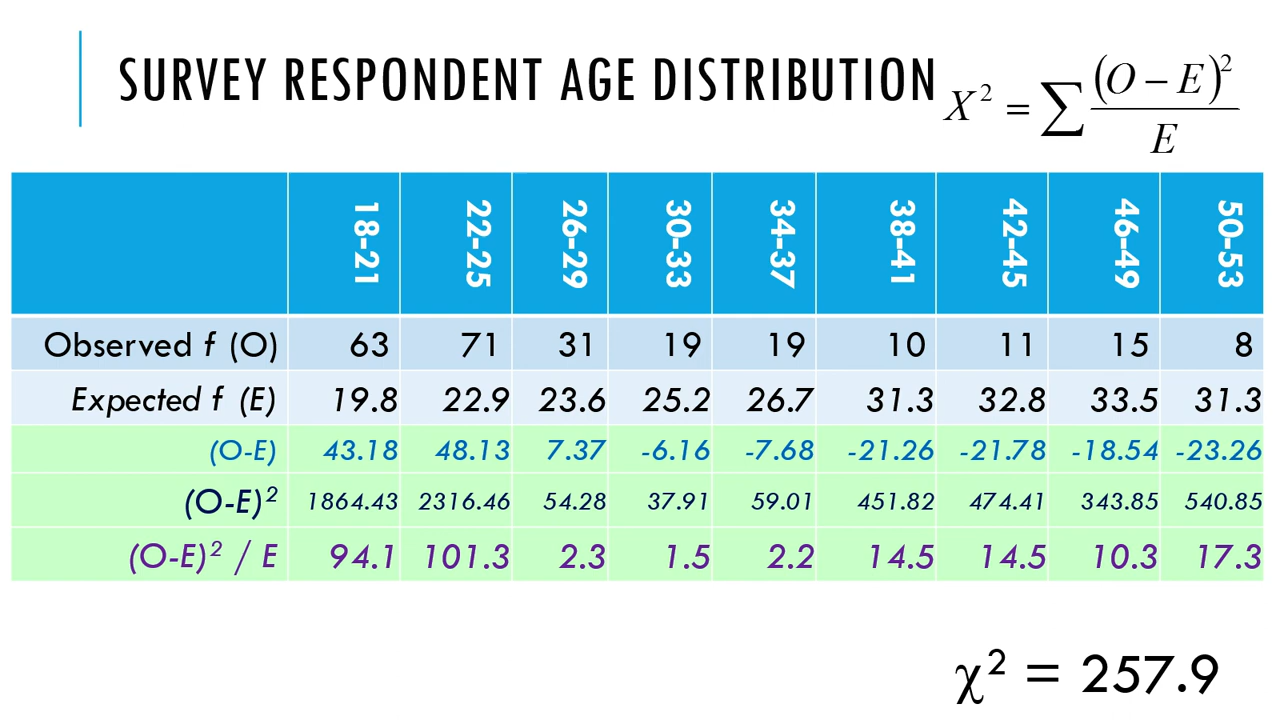 SURVEY RESPONDENT AGE DISTRIBUTION
X² = ∑ (O − E)² / E
18-21 22-25 26-29 30-33 34-37 38-41 42-45 46-49 50-53
Observed f (O) 63 71 31 19 19 10 11 15 8
Expected f (E) 19.8 22.9 23.6 25.2 26.7 31.3 32.8 33.5 31.3
(O-E) 43.18 48.13 7.37 -6.16 -7.68 -21.26 -21.78 -18.54 -23.26
(O-E)² 1864.43 2316.46 54.28 37.91 59.01 451.82 474.41 343.85 540.85
(O-E)² / E 94.1 101.3 2.3 1.5 2.2 14.5 14.5 10.3 17.3
χ² = 257.9